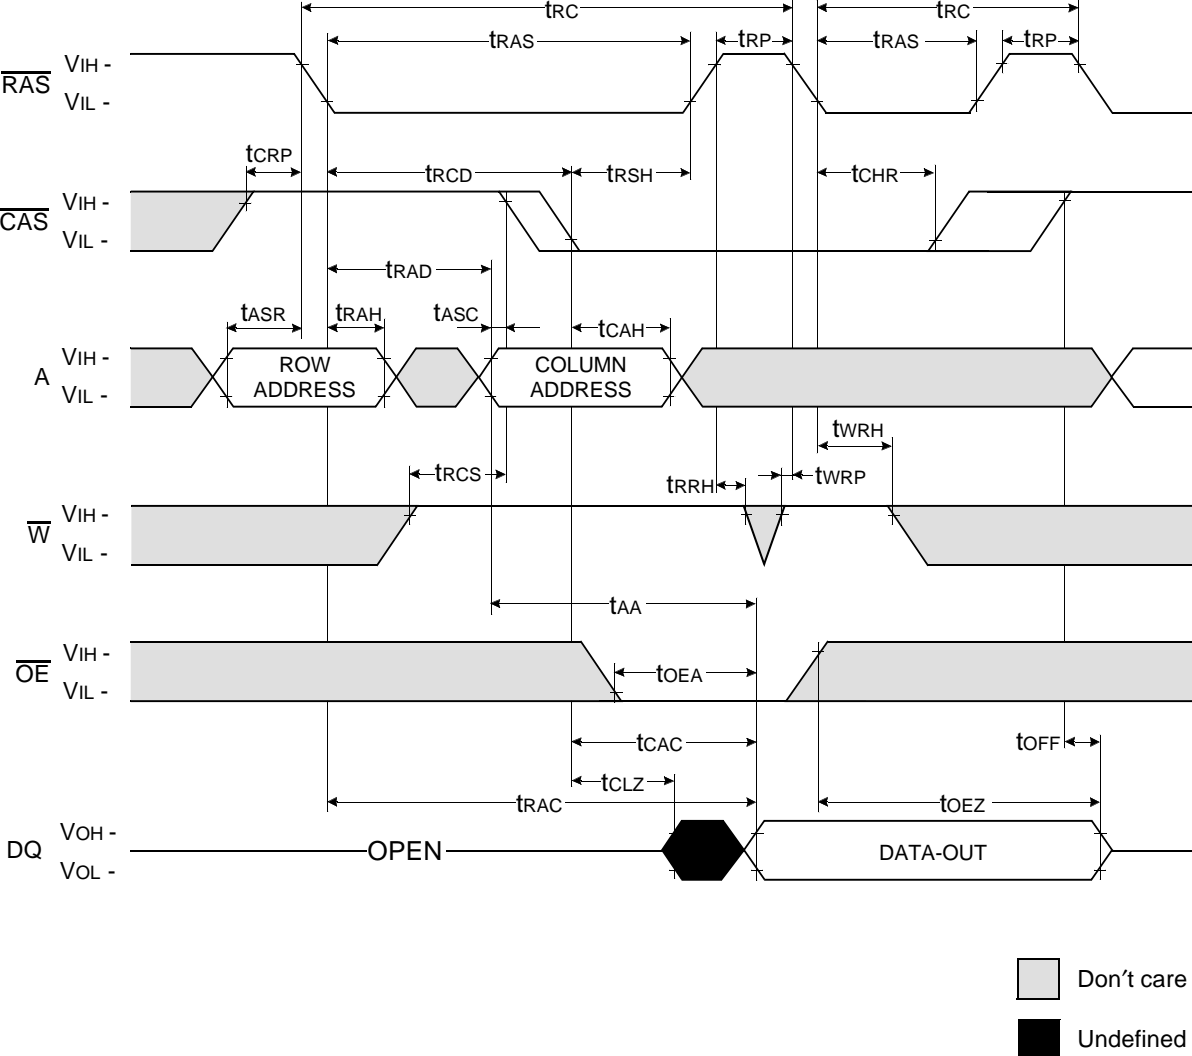 tRC tRC
tRAS tRP tRAS tRP
RAS VIH -
VIL -
tCRP tRCD tRSH tCHR
CAS VIH -
VIL -
tRAD
tASR tRAH tASC tCAH
A VIH -
VIL -
ROW
ADDRESS
COLUMN
ADDRESS
tWRH
tRCS tRRH tWRP
W VIH -
VIL -
tAA
OE VIH -
VIL -
tOEA
tCAC tOFF
tCLZ
tRAC tOEZ
DQ VOH -
VOL -
OPEN DATA-OUT
Don′t care
Undefined